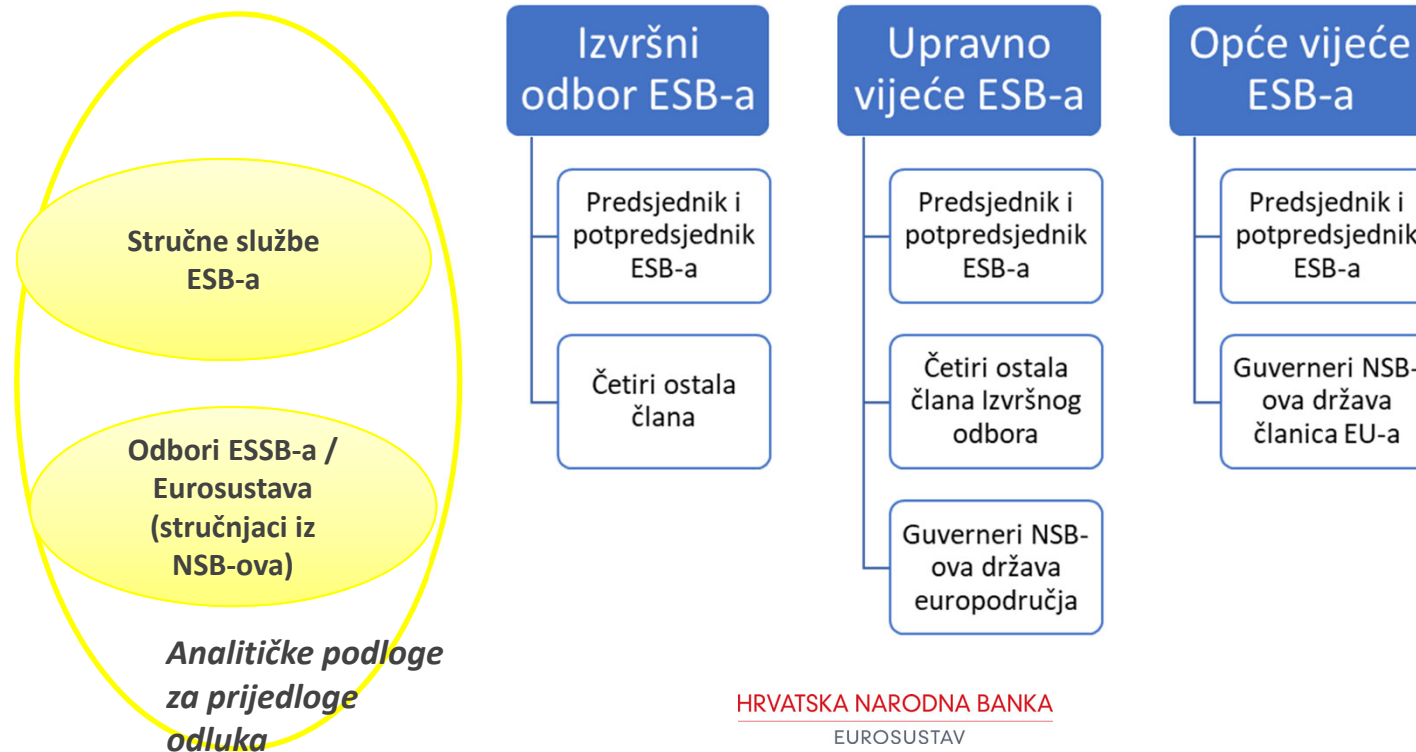 Stručne službe
ESB-a
Odbori ESSB-a /
Eurosustava
(stručnjaci iz
NSB-ova)
Analitičke podloge
za prijedloge
odluka
Izvršni
odbor ESB-a
Predsjednik i
potpredsjednik
ESB-a
Četiri ostala
člana
Upravno
vijeće ESB-a
Predsjednik i
potpredsjednik
ESB-a
Četiri ostala
člana Izvršnog
odbora
Guverneri NSB-
ova država
europodručja
Opće vijeće
ESB-a
Predsjednik i
potpredsjednik
ESB-a
Guverneri NSB-
ova država
članica EU-a
HRVATSKA NARODNA BANKA
EUROSUSTAV